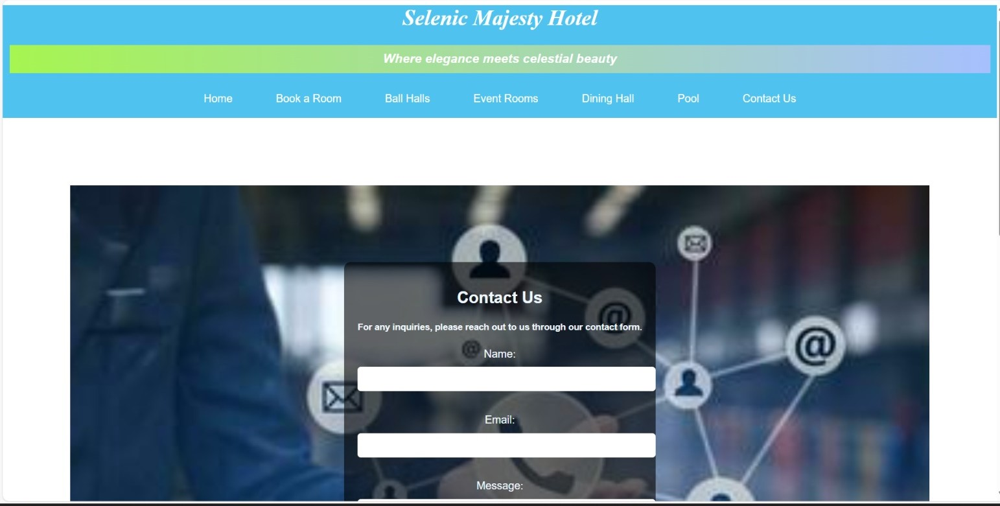 Selenic Majesty Hotel
Where elegance meets celestial beauty
Home Book a Room Ball Halls Event Rooms Dining Hall Pool Contact Us
Contact Us
For any inquiries, please reach out to us through our contact form.
Name:
Email:
Message: